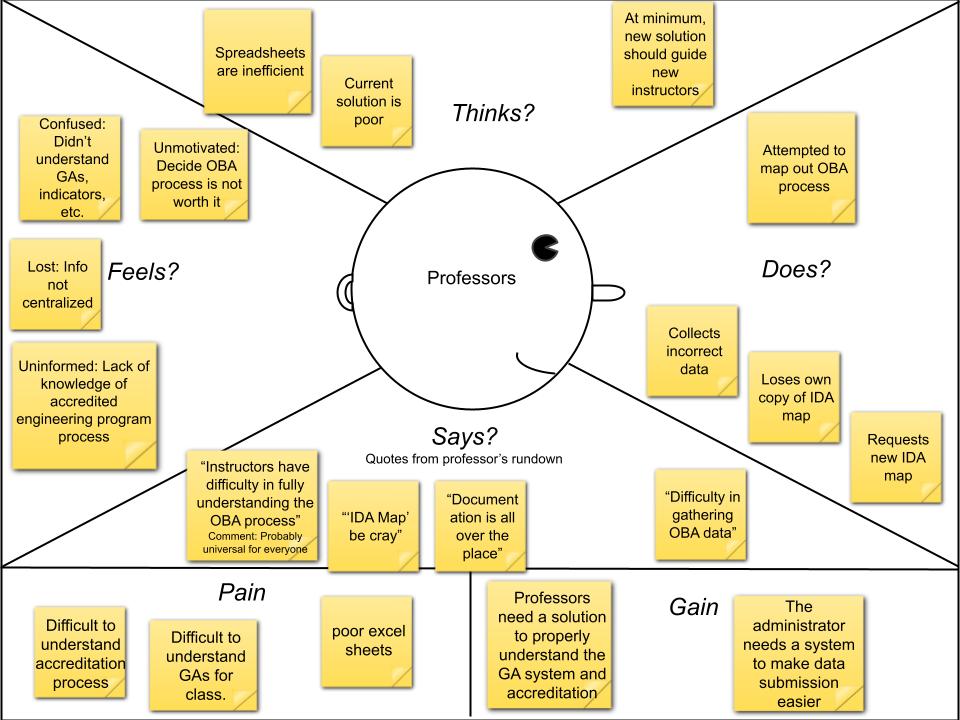 Spreadsheets
are inefficient
Current
solution is
poor
Thinks?
At minimum,
new solution
should guide
new
instructors
Confused:
Didn't
understand
GAs,
indicators,
etc.
Unmotivated:
Decide OBA
process is not
worth it
Lost: Info
not
centralized
Feels?
Uninformed: Lack of
knowledge of
accredited
engineering program
process
Professors
Attempted to
map out OBA
process
Does?
Collects
incorrect
data
Loses own
copy of IDA
map
Requests
new IDA
map
Says?
Quotes from professor's rundown
“Instructors have
difficulty in fully
understanding the
OBA process”
Comment: Probably
universal for everyone
“‘IDA Map’
be cray”
“Document
ation is all
over the
place”
“Difficulty in
gathering
OBA data”
Pain
Difficult to
understand
accreditation
process
Difficult to
understand
GAs for
class.
poor excel
sheets
Professors
need a solution
to properly
understand the
GA system and
accreditation
Gain
The
administrator
needs a system
to make data
submission
easier